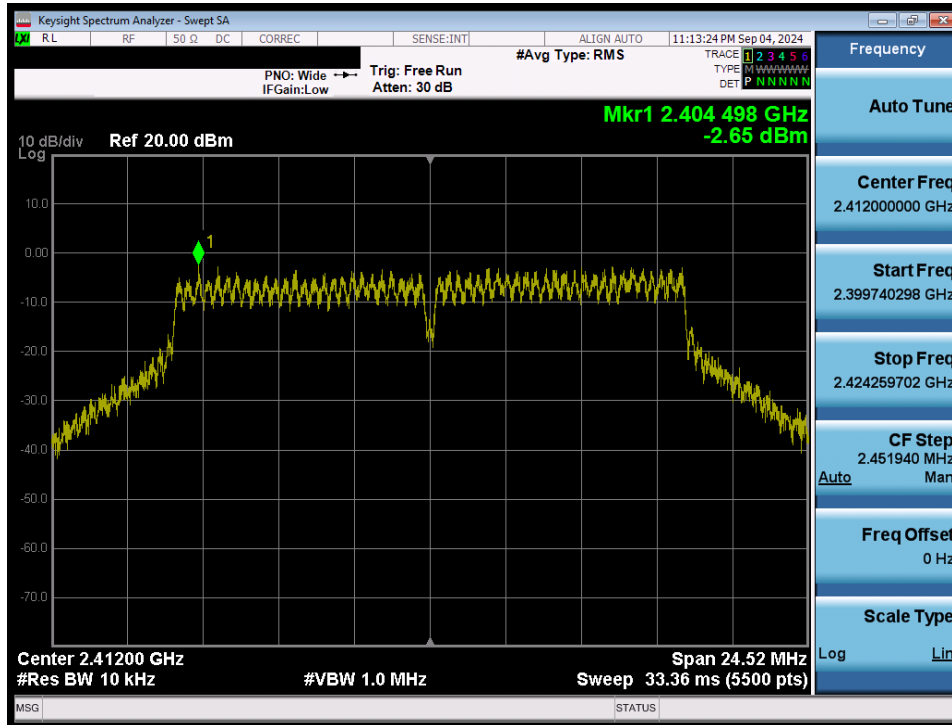 Keysight Spectrum Analyzer - Swept SA
LXI RL RF 50 Ω DC CORREC SENSE:INT ALIGN AUTO 11:13:24 PM Sep 04, 2024
#Avg Type: RMS TRACE 1 2 3 4 5 6
PNO: Wide Trig: Free Run TYPE M WWWWW
IFGain:Low Atten: 30 dB DET P N N N N N
Mkr1 2.404 498 GHz
-2.65 dBm
10 dB/div Ref 20.00 dBm
Log
10.0
1
0.00
-10.0
-20.0
-30.0
-40.0
-50.0
-60.0
-70.0
Center 2.41200 GHz Span 24.52 MHz
#Res BW 10 kHz #VBW 1.0 MHz Sweep 33.36 ms (5500 pts)
MSG STATUS
Frequency
Auto Tune
Center Freq
2.412000000 GHz
Start Freq
2.399740298 GHz
Stop Freq
2.424259702 GHz
CF Step
2.451940 MHz
Auto Man
Freq Offset
0 Hz
Scale Type
Log Lin